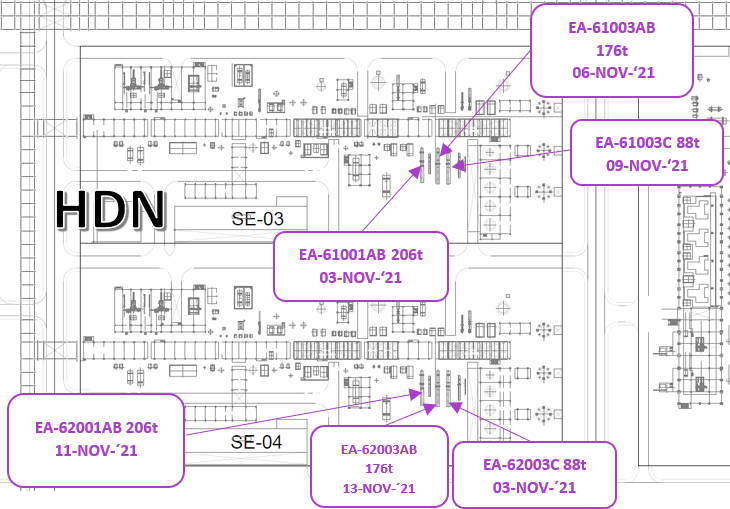 EA-61003AB
176t
06-NOV-‘21
EA-61003C 88t
09-NOV-‘21
HDN
SE-03
EA-61001AB 206t
03-NOV-‘21
EA-62001AB 206t
11-NOV-´21
SE-04
EA-62003AB
176t
13-NOV-´21
EA-62003C 88t
03-NOV-´21